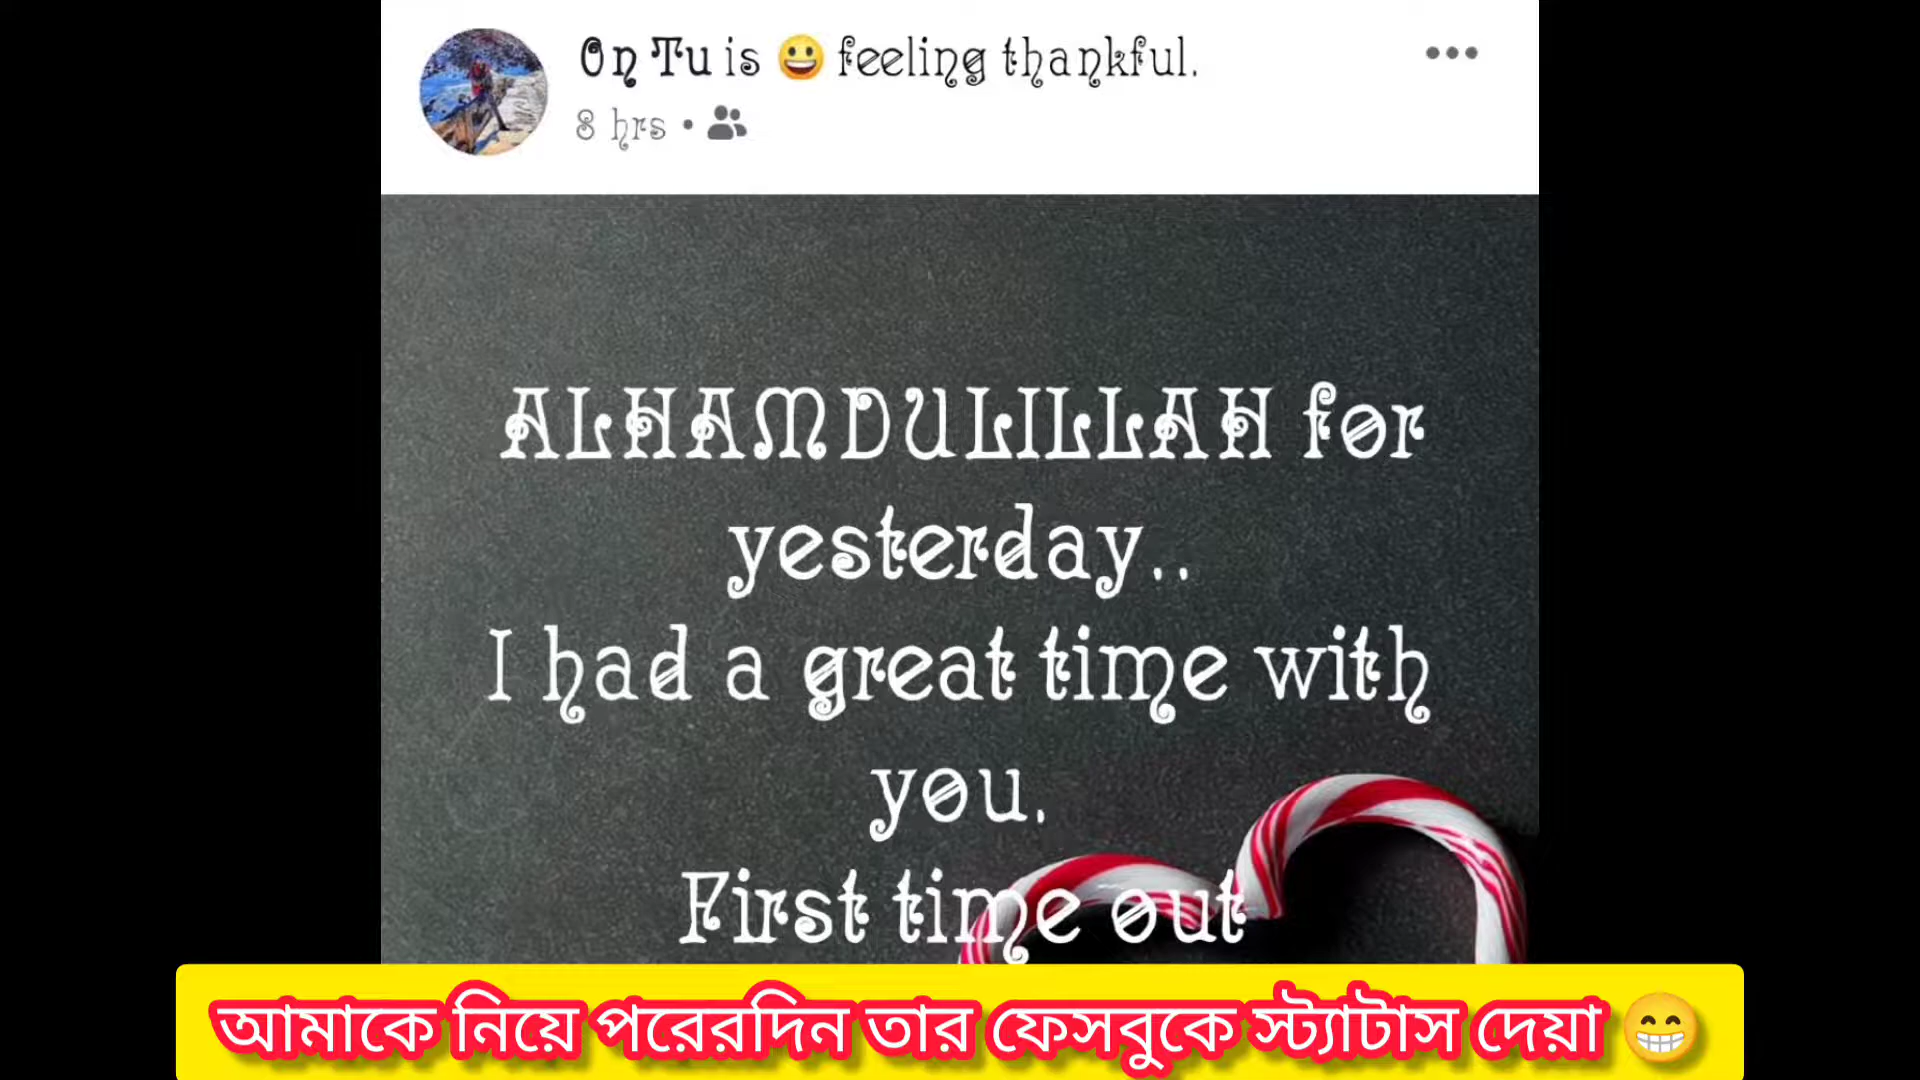 On Tu is 😀 feeling thankful.
8 hrs •
ALHAMDULILLAH for
yesterday..
I had a great time with
you.
First time out
আমাকে নিয়ে পরেরদিন তার ফেসবুকে স্ট্যাটাস দেয়া 😁